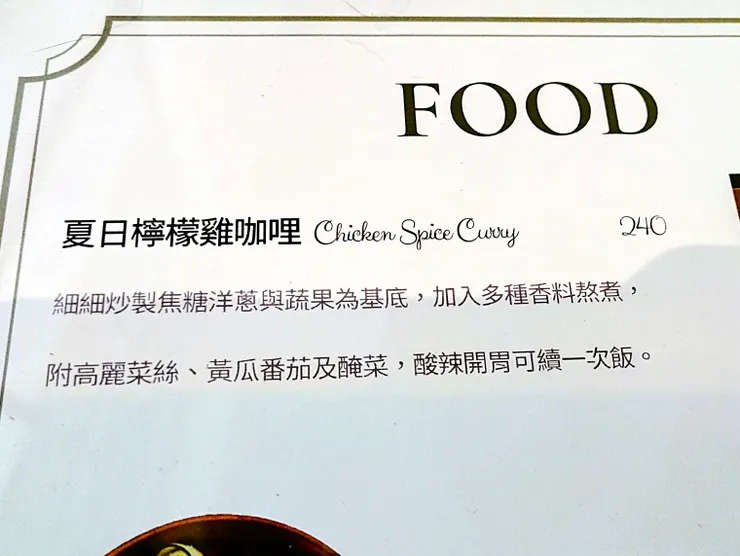 FOOD
夏日檸檬雞咖哩 Chicken Spice Curry 240
細細炒製焦糖洋蔥與蔬果為基底，加入多種香料熬煮，
附高麗菜絲、黃瓜番茄及醃菜，酸辣開胃可續一次飯。